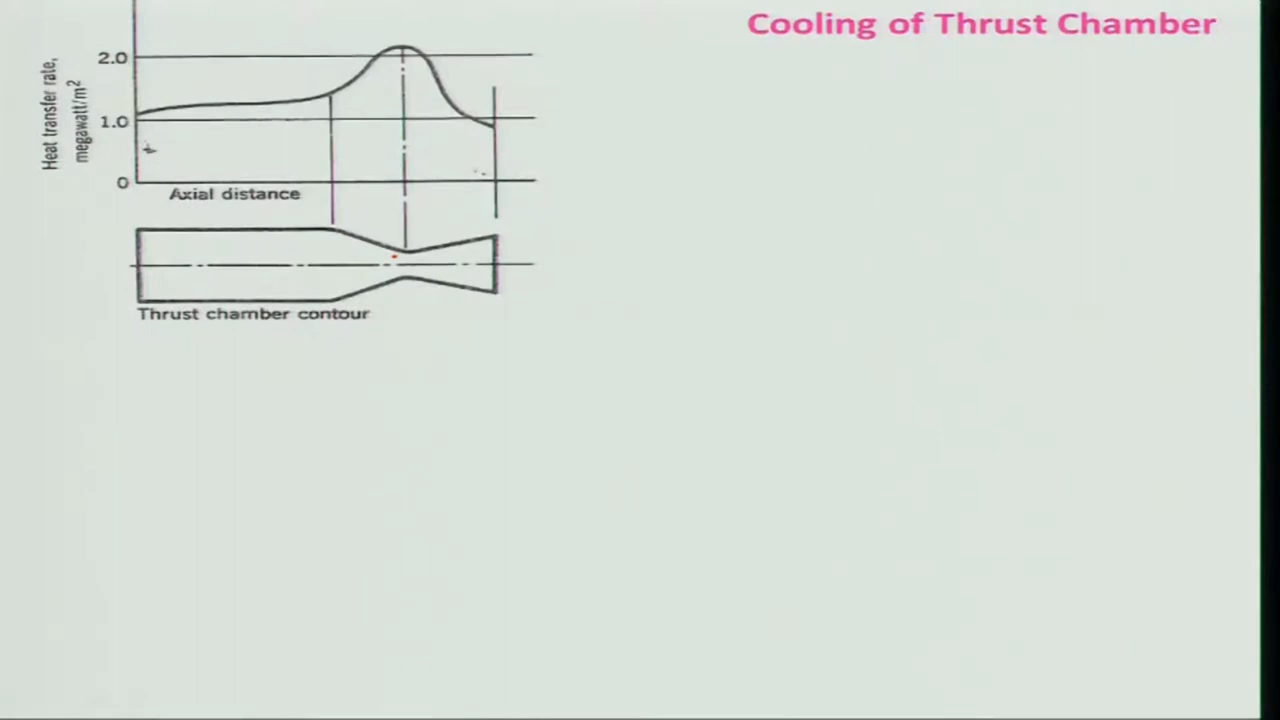 Cooling of Thrust Chamber
Heat transfer rate,
megawatt/m²
2.0
1.0
0
Axial distance
Thrust chamber contour